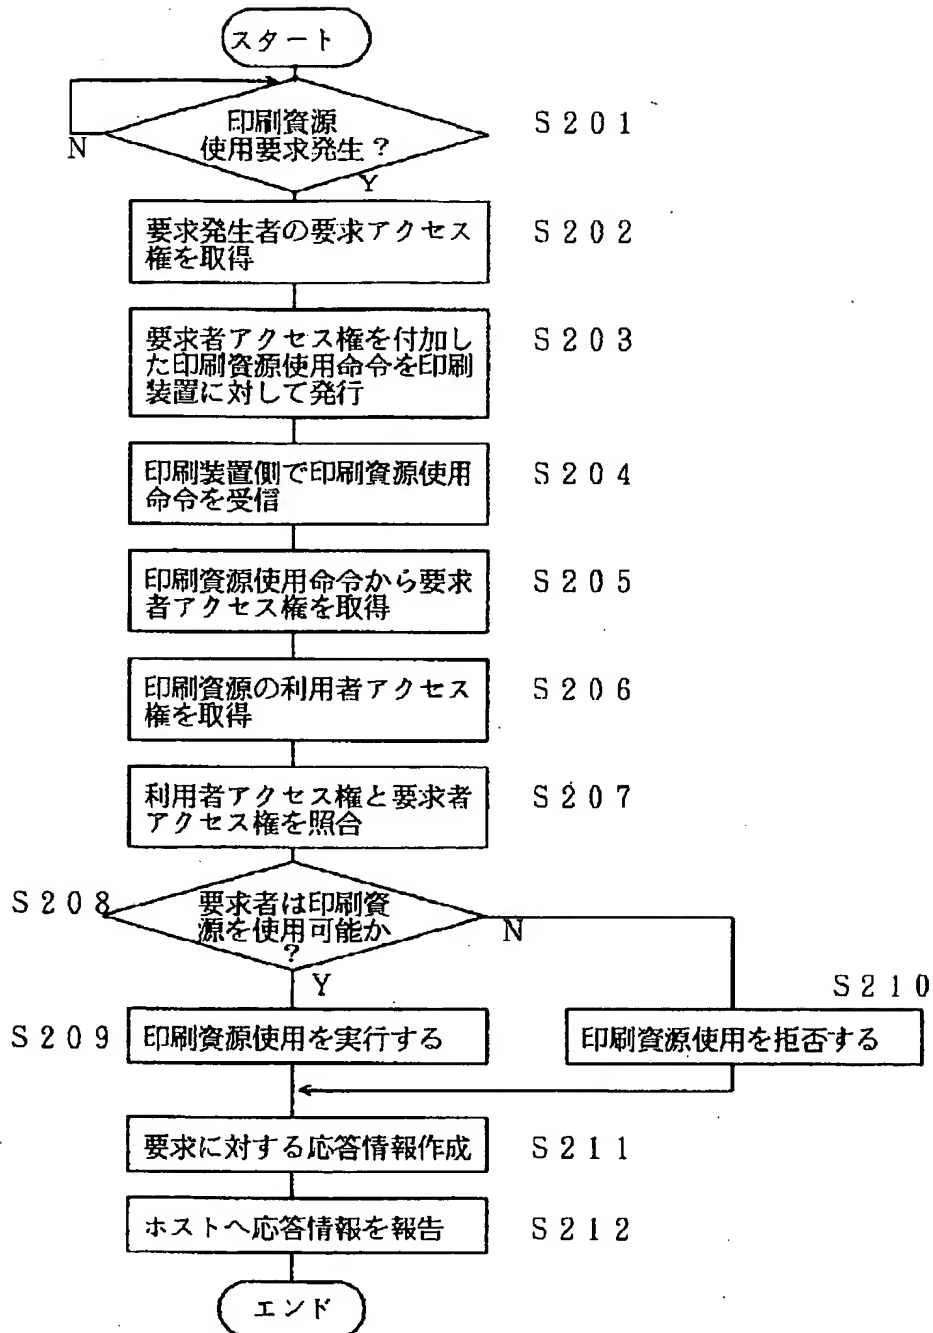 スタート
印刷資源
使用要求発生？
S201
N
Y
要求発生者の要求アクセス
権を取得
S202
要求者アクセス権を付加し
た印刷資源使用命令を印刷
装置に対して発行
S203
印刷装置側で印刷資源使用
命令を受信
S204
印刷資源使用命令から要求
者アクセス権を取得
S205
印刷資源の利用者アクセス
権を取得
S206
利用者アクセス権と要求者
アクセス権を照合
S207
S208
要求者は印刷資
源を使用可能か
？
N
Y
S210
S209
印刷資源使用を実行する
印刷資源使用を拒否する
要求に対する応答情報作成
S211
ホストへ応答情報を報告
S212
エンド